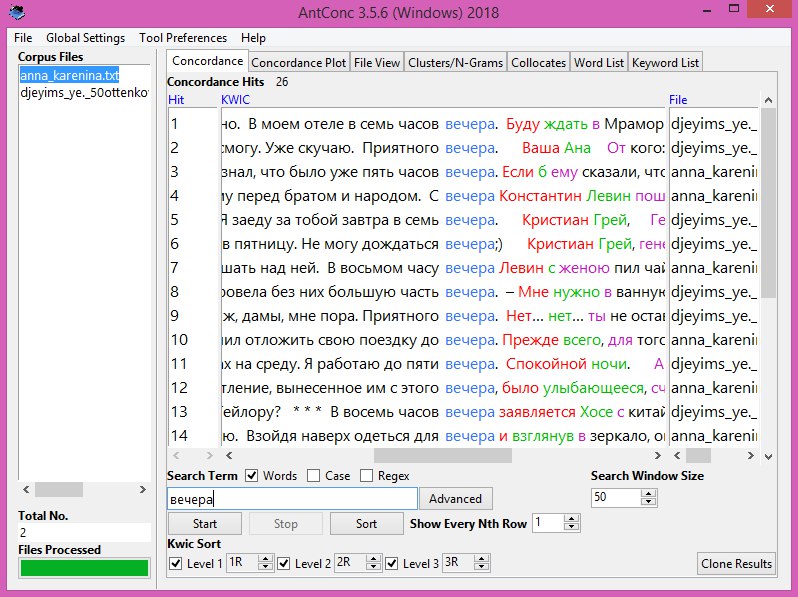 AntConc 3.5.6 (Windows) 2018
File Global Settings Tool Preferences Help
Corpus Files
anna_karenina.txt
djeyims_ye._50ottenko
Total No.
2
Files Processed
Concordance Concordance Plot File View Clusters/N-Grams Collocates Word List Keyword List
Concordance Hits 26
Hit KWIC File
1 но. В моем отеле в семь часов вечера. Буду ждать в Мрамор djeyims_ye._
2 смогу. Уже скучаю. Приятного вечера. Ваша Ана От кого: djeyims_ye._
3 знал, что было уже пять часов вечера. Если б ему сказали, что anna_kareni
4 му перед братом и народом. С вечера Константин Левин пош anna_kareni
5 Я заеду за тобой завтра в семь вечера. Кристиан Грей, Ге djeyims_ye._
6 в пятницу. Не могу дождаться вечера;) Кристиан Грей, гене djeyims_ye._
7 шать над ней. В восьмом часу вечера Левин с женою пил чай anna_kareni
8 ровела без них большую часть вечера. – Мне нужно в ванную djeyims_ye._
9 ж, дамы, мне пора. Приятного вечера. Нет... нет... ты не остав djeyims_ye._
10 ил отложить свою поездку до вечера. Прежде всего, для того anna_kareni
11 ах на среду. Я работаю до пяти вечера. Спокойной ночи. А djeyims_ye._
12 тление, вынесенное им с этого вечера, было улыбающееся, сч anna_kareni
13 Тейлору? * * * В восемь часов вечера заявляется Хосе с китай djeyims_ye._
14 ю. Взойдя наверх одеться для вечера и взглянув в зеркало, о anna_kareni
Search Term Words Case Regex Search Window Size
вечера Advanced 50
Start Stop Sort Show Every Nth Row 1
Kwic Sort
Level 1 1R Level 2 2R Level 3 3R Clone Results